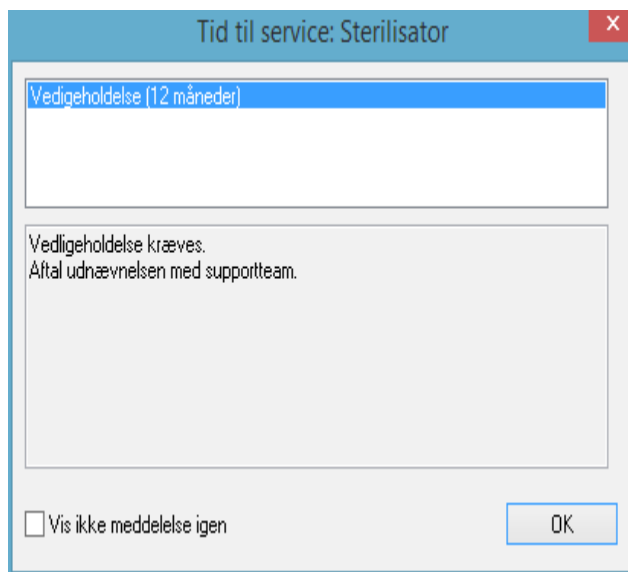 Tid til service: Sterilisator
Vedigeholdelse (12 måneder)
Vedligeholdelse kræves.
Aftal udnævnelsen med supportteam.
Vis ikke meddelelse igen
OK